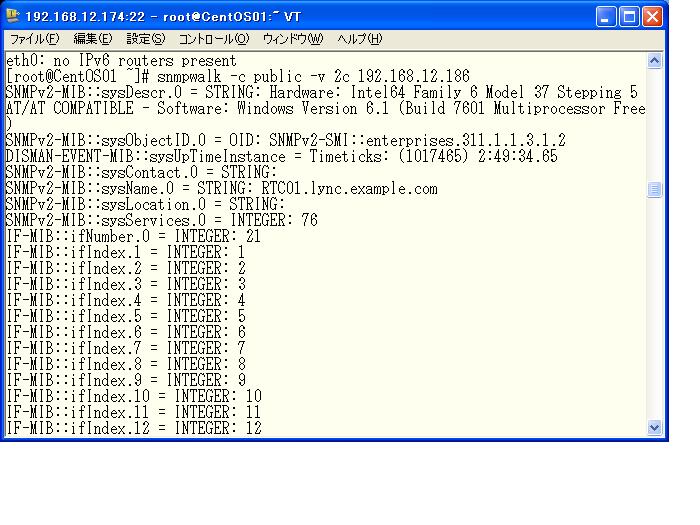 192.168.12.174:22 - root@CentOS01:~ VT
ファイル(F) 編集(E) 設定(S) コントロール(O) ウィンドウ(W) ヘルプ(H)
eth0: no IPv6 routers present
[root@CentOS01 ~]# snmpwalk -c public -v 2c 192.168.12.186
SNMPv2-MIB::sysDescr.0 = STRING: Hardware: Intel64 Family 6 Model 37 Stepping 5
AT/AT COMPATIBLE - Software: Windows Version 6.1 (Build 7601 Multiprocessor Free
)
SNMPv2-MIB::sysObjectID.0 = OID: SNMPv2-SMI::enterprises.311.1.1.3.1.2
DISMAN-EVENT-MIB::sysUpTimeInstance = Timeticks: (1017465) 2:49:34.65
SNMPv2-MIB::sysContact.0 = STRING:
SNMPv2-MIB::sysName.0 = STRING: RTC01.lync.example.com
SNMPv2-MIB::sysLocation.0 = STRING:
SNMPv2-MIB::sysServices.0 = INTEGER: 76
IF-MIB::ifNumber.0 = INTEGER: 21
IF-MIB::ifIndex.1 = INTEGER: 1
IF-MIB::ifIndex.2 = INTEGER: 2
IF-MIB::ifIndex.3 = INTEGER: 3
IF-MIB::ifIndex.4 = INTEGER: 4
IF-MIB::ifIndex.5 = INTEGER: 5
IF-MIB::ifIndex.6 = INTEGER: 6
IF-MIB::ifIndex.7 = INTEGER: 7
IF-MIB::ifIndex.8 = INTEGER: 8
IF-MIB::ifIndex.9 = INTEGER: 9
IF-MIB::ifIndex.10 = INTEGER: 10
IF-MIB::ifIndex.11 = INTEGER: 11
IF-MIB::ifIndex.12 = INTEGER: 12